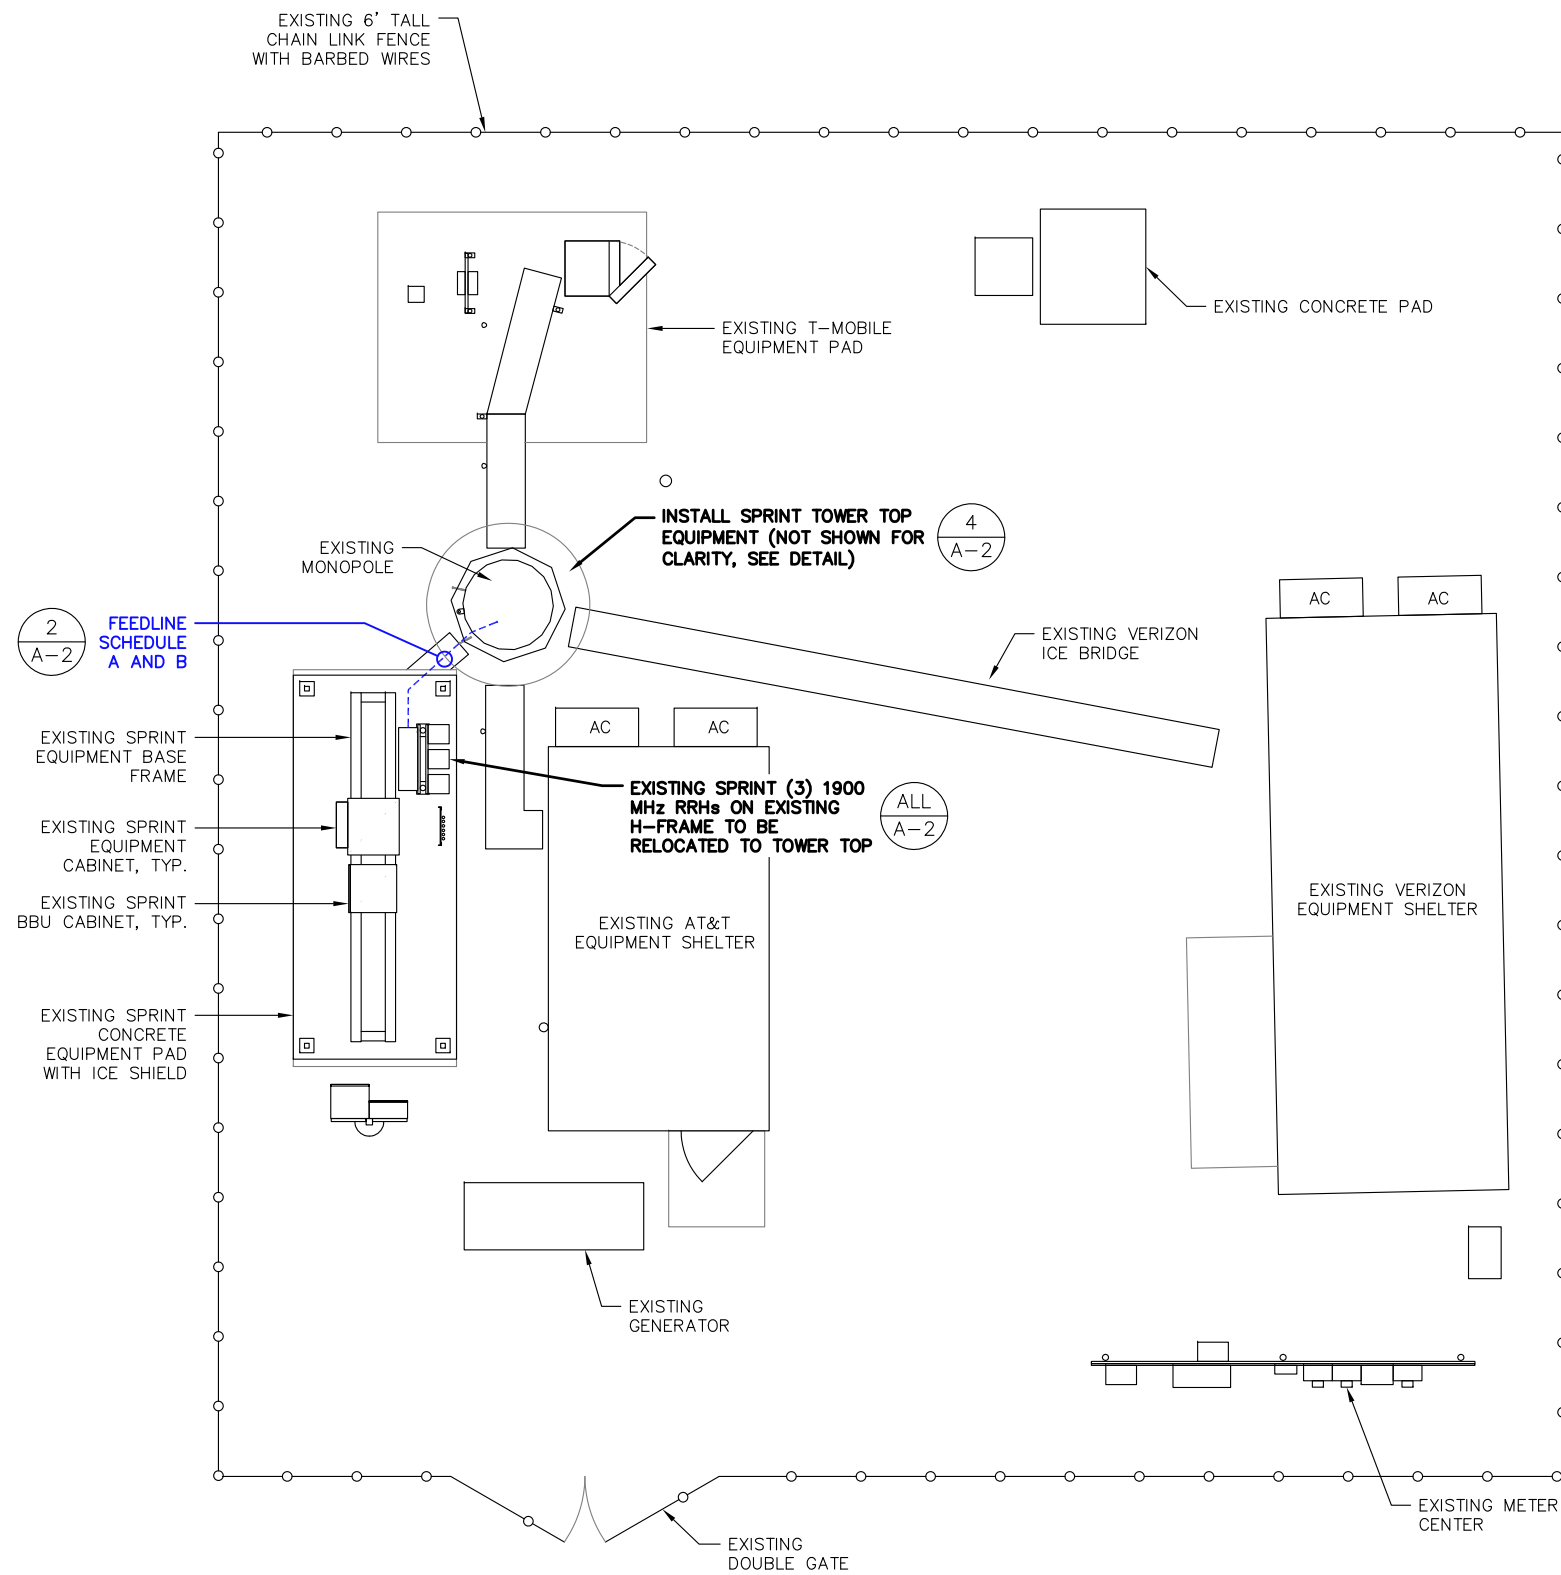 EXISTING 6' TALL
CHAIN LINK FENCE
WITH BARBED WIRES
EXISTING CONCRETE PAD
EXISTING T-MOBILE
EQUIPMENT PAD
INSTALL SPRINT TOWER TOP
EQUIPMENT (NOT SHOWN FOR
CLARITY, SEE DETAIL)
4
A-2
EXISTING
MONOPOLE
2
A-2
FEEDLINE
SCHEDULE
A AND B
EXISTING VERIZON
ICE BRIDGE
AC
AC
AC
AC
EXISTING SPRINT
EQUIPMENT BASE
FRAME
EXISTING SPRINT (3) 1900
MHz RRHs ON EXISTING
H-FRAME TO BE
RELOCATED TO TOWER TOP
ALL
A-2
EXISTING SPRINT
EQUIPMENT
CABINET, TYP.
EXISTING SPRINT
BBU CABINET, TYP.
EXISTING AT&T
EQUIPMENT SHELTER
EXISTING VERIZON
EQUIPMENT SHELTER
EXISTING SPRINT
CONCRETE
EQUIPMENT PAD
WITH ICE SHIELD
EXISTING
GENERATOR
EXISTING METER
CENTER
EXISTING
DOUBLE GATE